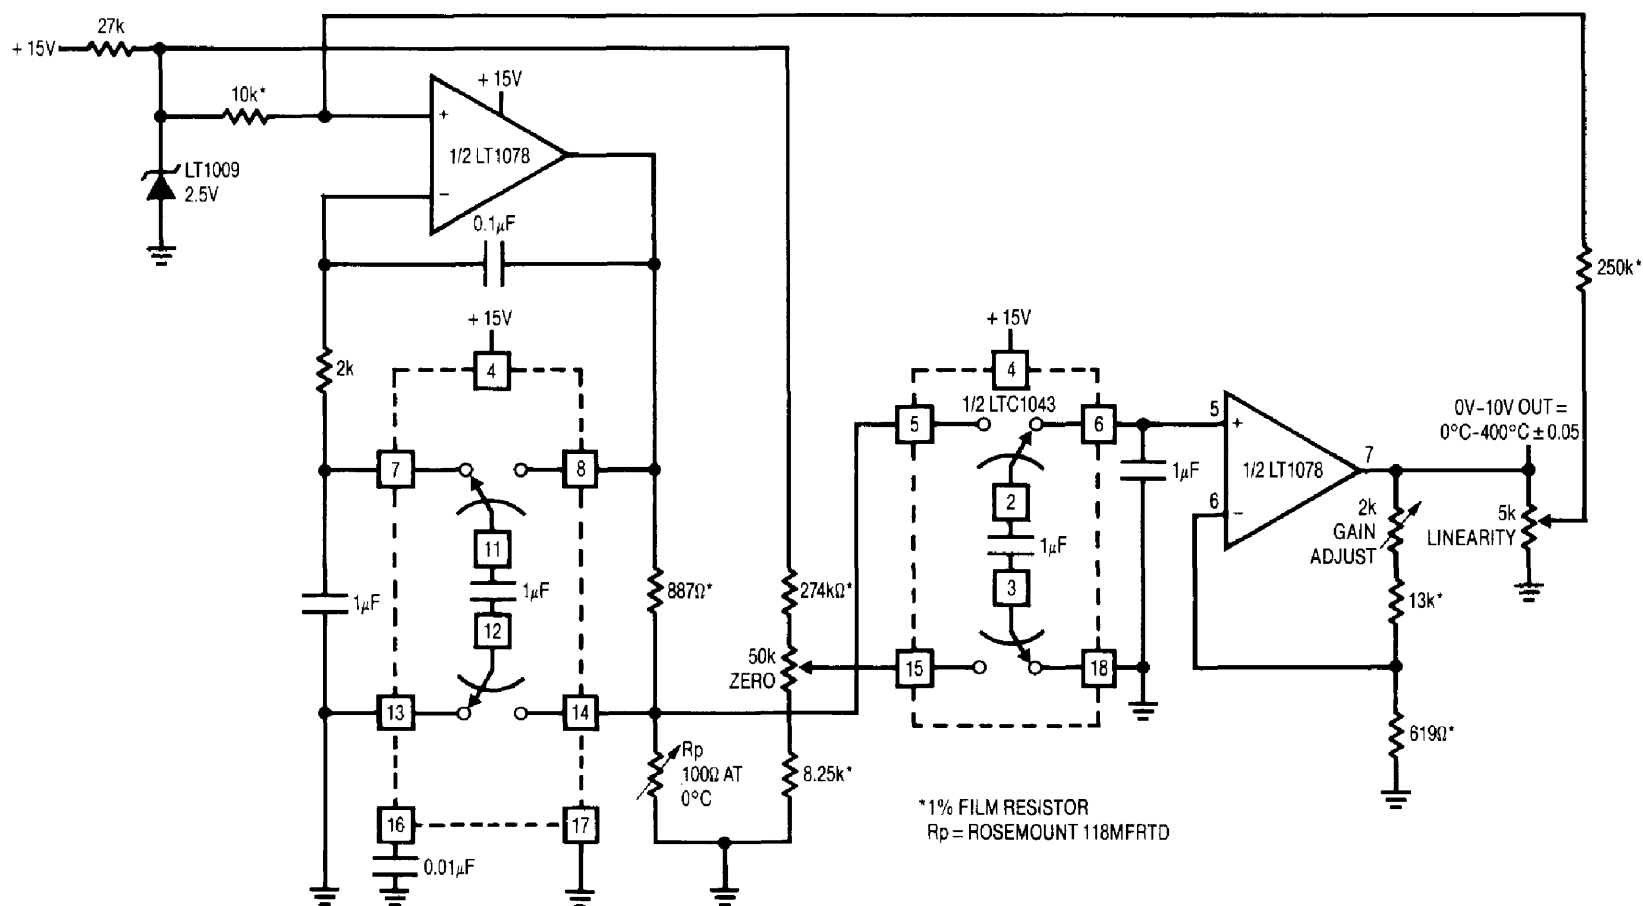 27k
+ 15V
10k*
+ 15V
+
1/2 LT1078
−
LT1009
2.5V
0.1µF
250k*
+ 15V
4
2k
7
8
11
1µF
12
1µF
13
14
16
17
0.01µF
887Ω*
Rp
100Ω AT
0°C
274kΩ*
50k
ZERO
8.25k*
+ 15V
4
1/2 LTC1043
5
6
2
1µF
3
15
18
1µF
5
+
1/2 LT1078
7
6
−
0V–10V OUT =
0°C–400°C ± 0.05
2k
GAIN
ADJUST
5k
LINEARITY
13k*
619Ω*
*1% FILM RESISTOR
Rp = ROSEMOUNT 118MFRTD